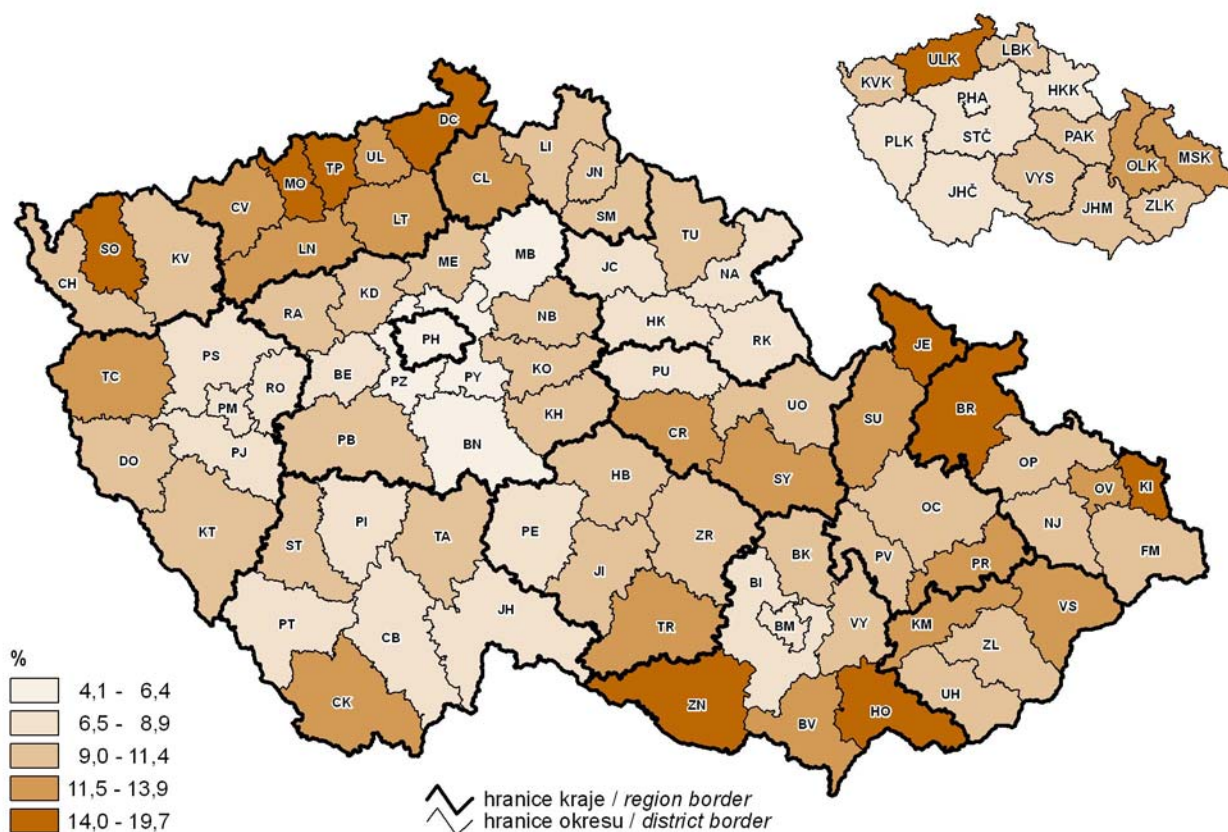 ULK
LBK
KVK
PHA
HKK
STČ
PLK
PAK
OLK
MSK
VYS
JHČ
JHM
ZLK
DC
UL
TP
MO
CL
LI
JN
CV
LT
SM
SO
KV
LN
TU
CH
ME
MB
JC
NA
KD
RA
NB
HK
PH
RK
PS
TC
RO
BE
PZ
PY
KO
PU
JE
PM
KH
UO
SU
BR
PJ
PB
BN
CR
DO
SY
OP
HB
OV
KI
KT
ST
PI
TA
PE
ZR
OC
NJ
BK
PV
FM
JI
PR
BI
PT
JH
CB
TR
BM
VY
KM
VS
ZL
CK
ZN
UH
BV
HO
%
4,1 - 6,4
6,5 - 8,9
9,0 - 11,4
11,5 - 13,9
14,0 - 19,7
hranice kraje / region border
hranice okresu / district border